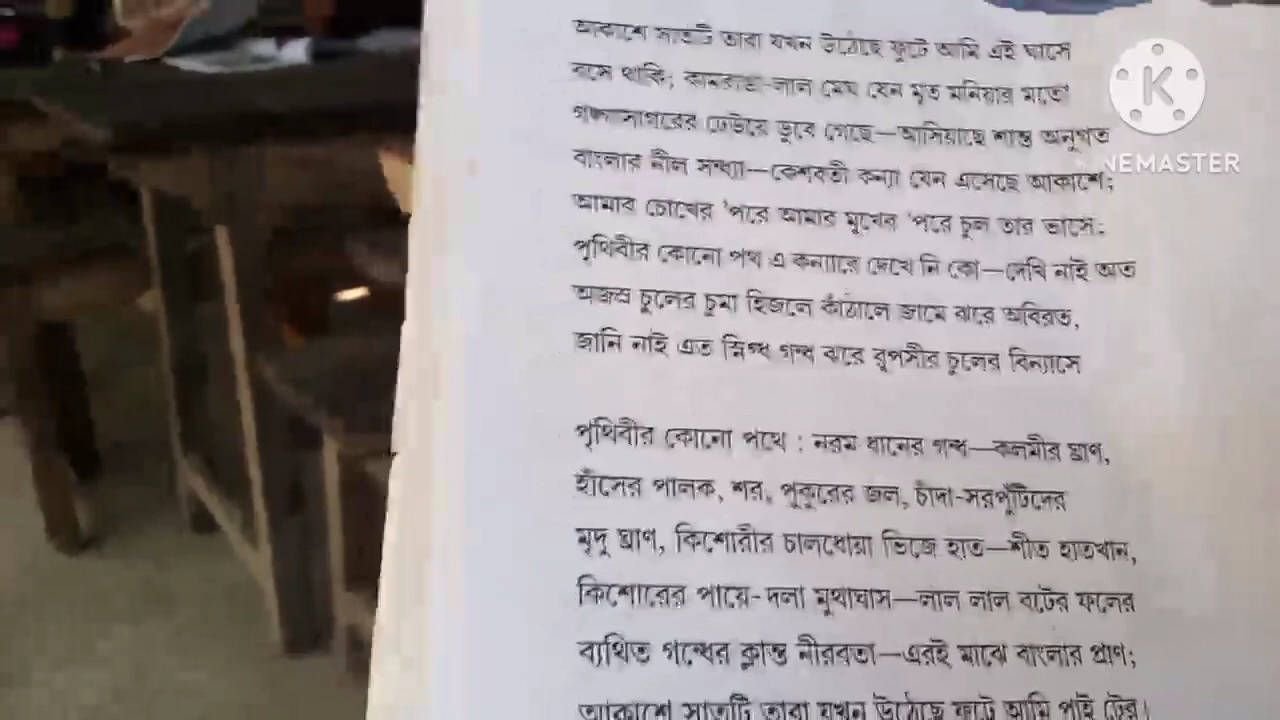 আকাশে সাতটি তারা যখন উঠেছে ফুটে আমি এই ঘাসে
বসে থাকি; কামরাঙা-লাল মেঘ যেন মৃত মনিয়ার মতো
গঙ্গাসাগরের ঢেউয়ে ডুবে গেছে—আসিয়াছে শান্ত অনুগত
বাংলার নীল সন্ধ্যা—কেশবতী কন্যা যেন এসেছে আকাশে;
আমার চোখের 'পরে আমার মুখের 'পরে চুল তার ভাসে;
পৃথিবীর কোনো পথ এ কন্যারে দেখে নি কো—দেখি নাই অত
অজস্র চুলের চুমা হিজলে কাঁঠালে জামে ঝরে অবিরত,
জানি নাই এত স্নিগ্ধ গন্ধ ঝরে রূপসীর চুলের বিন্যাসে
পৃথিবীর কোনো পথে : নরম ধানের গন্ধ—কলমীর ঘ্রাণ,
হাঁসের পালক, শর, পুকুরের জল, চাঁদা-সরপুঁটিদের
মৃদু ঘ্রাণ, কিশোরীর চালধোয়া ভিজে হাত—শীত হাতখান,
কিশোরের পায়ে-দলা মুথাঘাস—লাল লাল বটের ফলের
ব্যথিত গন্ধের ক্লান্ত নীরবতা—এরই মাঝে বাংলার প্রাণ;
আকাশে সাতটি তারা যখন উঠেছে ফুটে আমি পাই টের।
K
NEMASTER